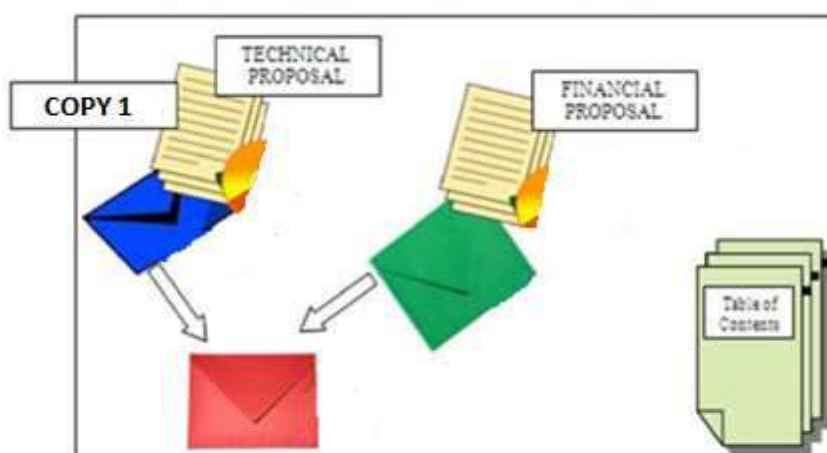 TECHNICAL
PROPOSAL
COPY 1
FINANCIAL
PROPOSAL
Table of
Contents